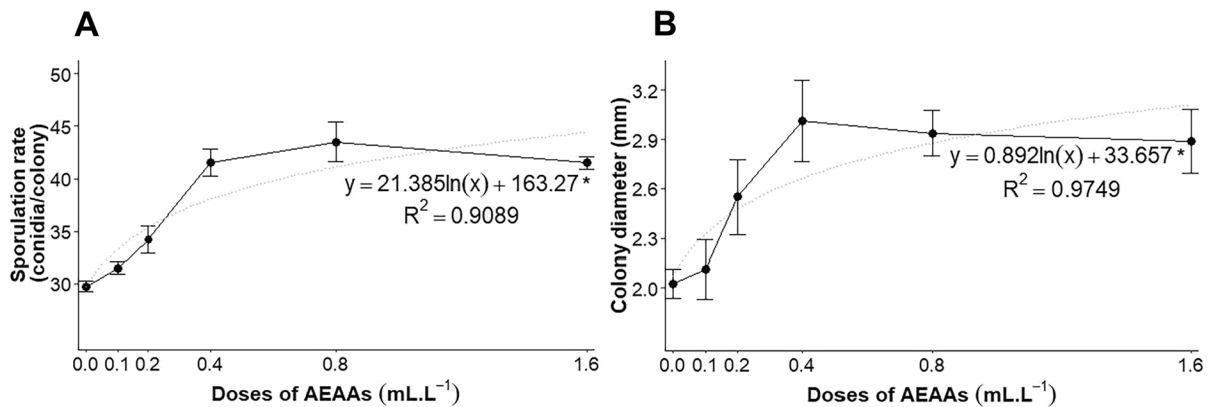 A
Sporulation rate
(conidia/colony)
50
45
40
35
30
y = 21.385ln(x) + 163.27 *
R² = 0.9089
0.0 0.1 0.2 0.4 0.8 1.6
Doses of AEAAs (mL.L⁻¹)
B
Colony diameter (mm)
3.2
2.9
2.6
2.3
2.0
y = 0.892ln(x) + 33.657 *
R² = 0.9749
0.0 0.1 0.2 0.4 0.8 1.6
Doses of AEAAs (mL.L⁻¹)